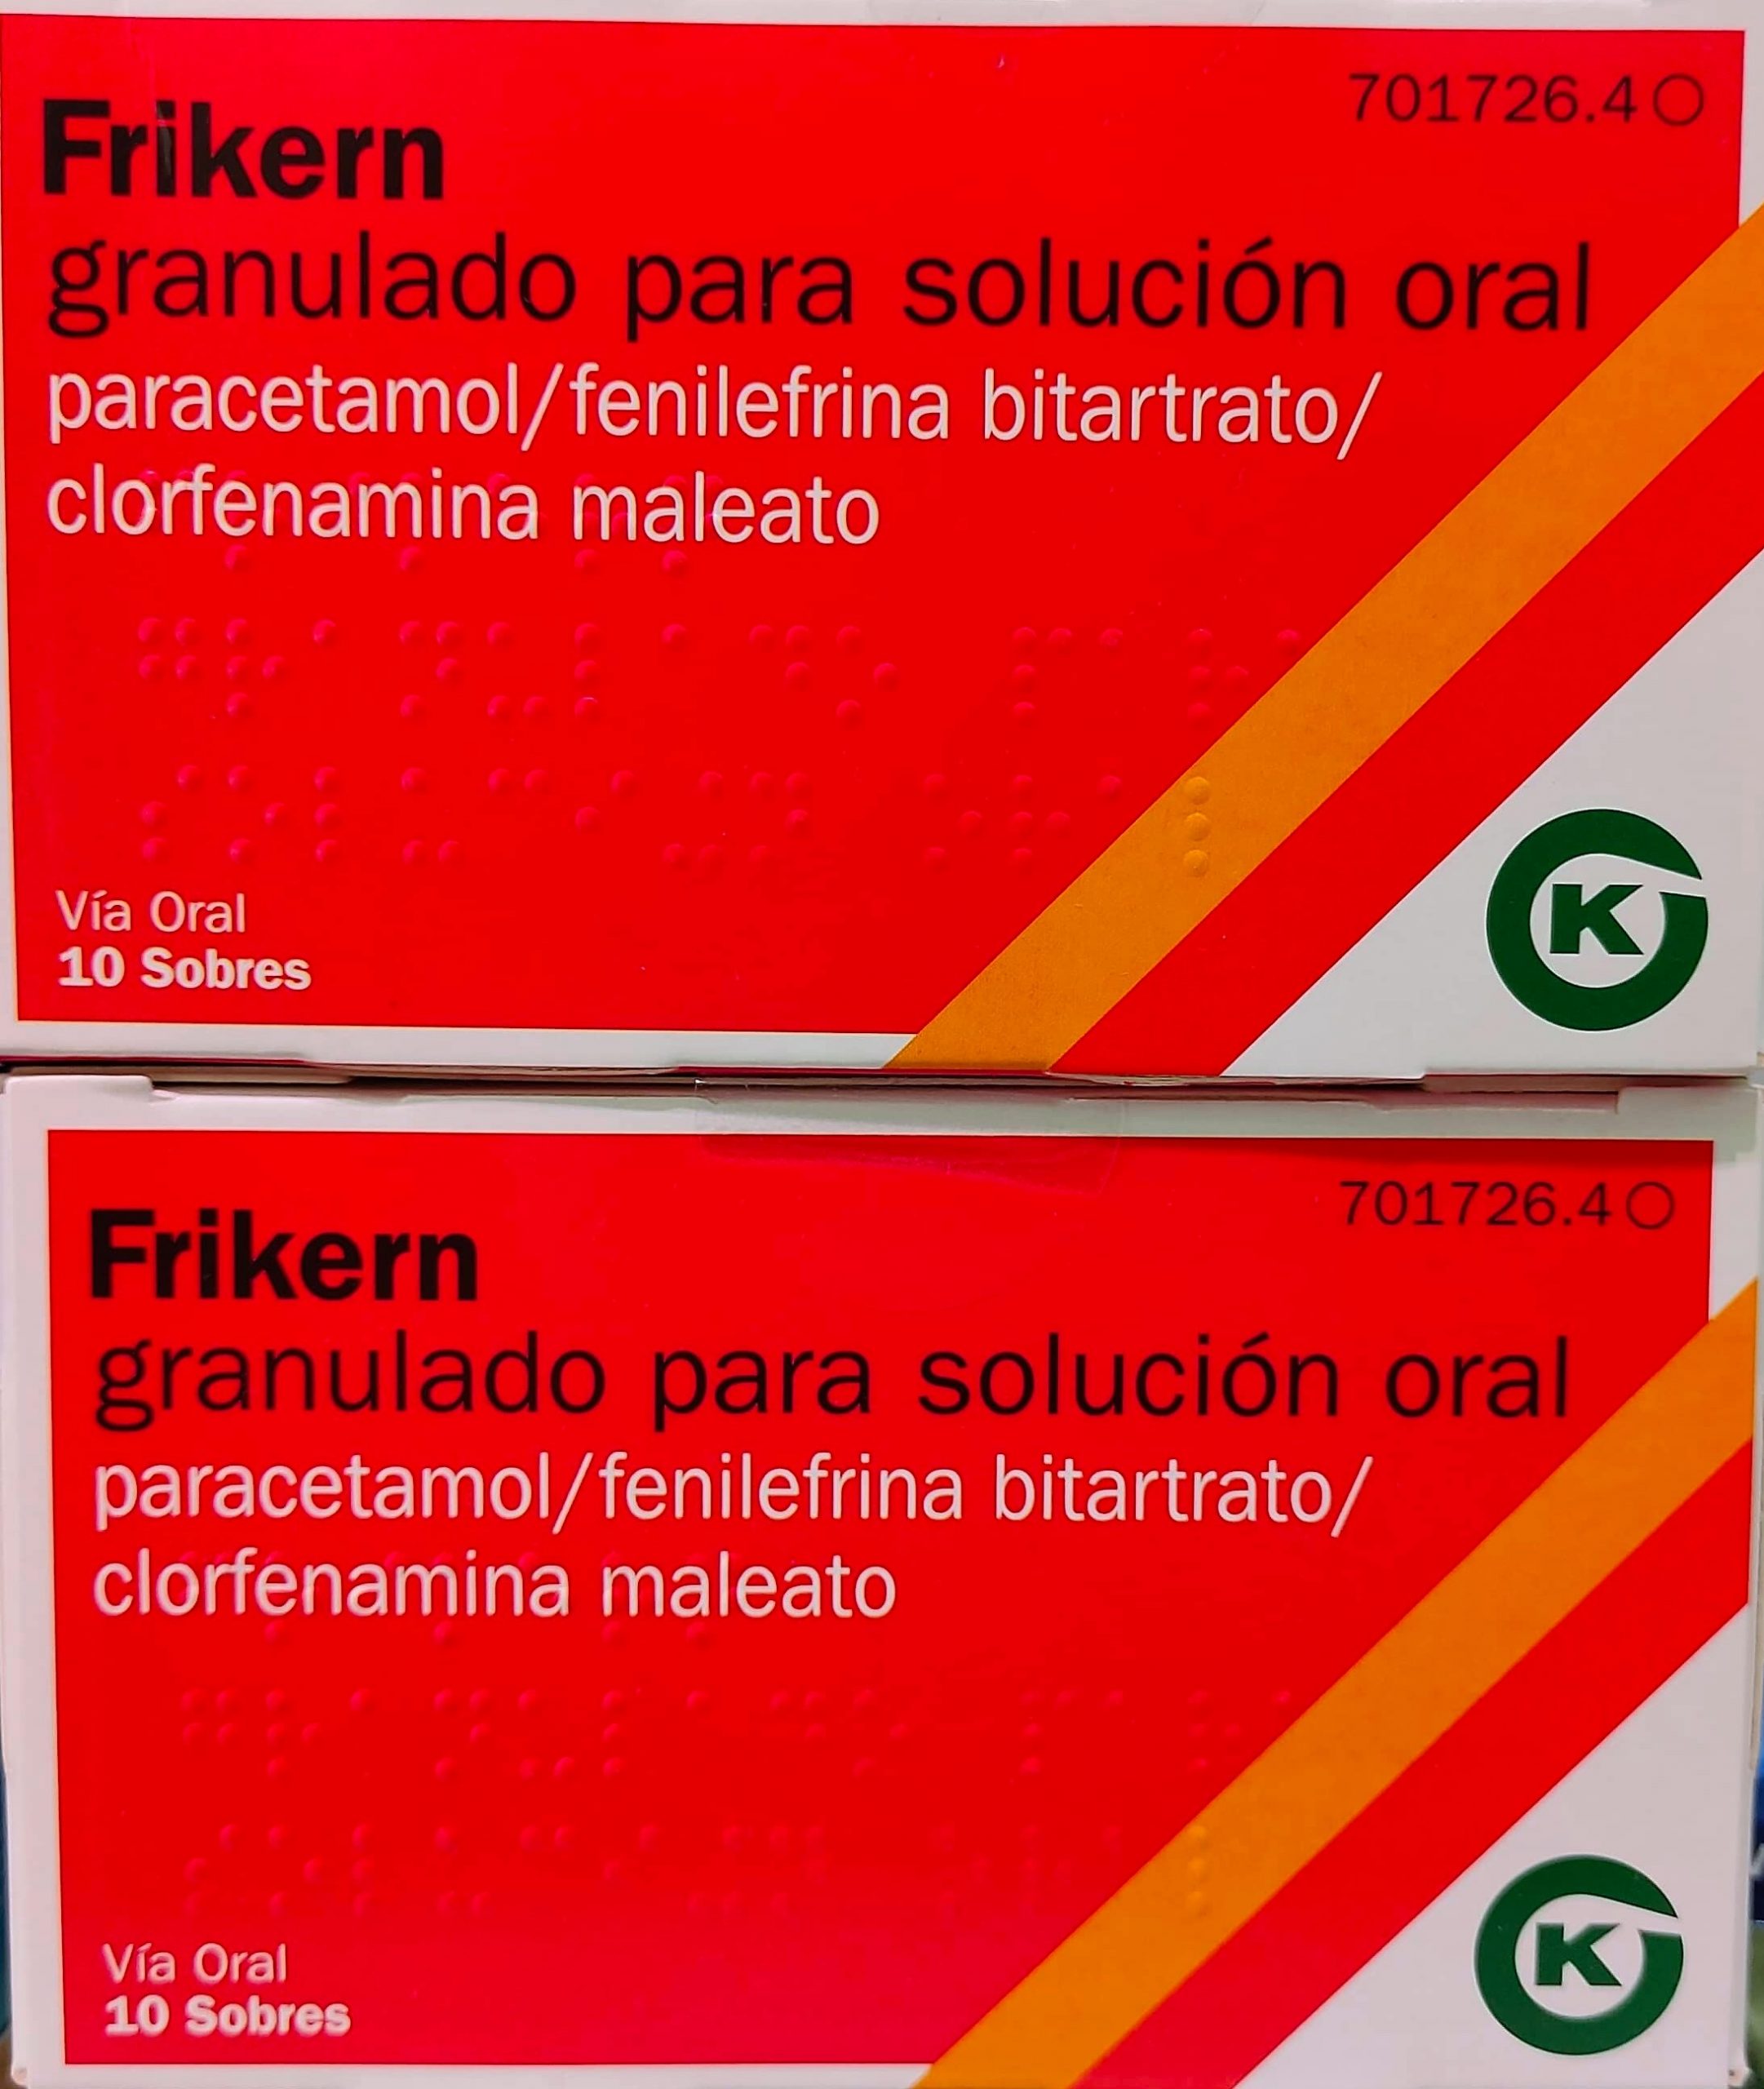 701726.4
Frikern
granulado para solución oral
paracetamol/fenilefrina bitartrato/
clorfenamina maleato
Vía Oral
10 Sobres
K
701726.4
Frikern
granulado para solución oral
paracetamol/fenilefrina bitartrato/
clorfenamina maleato
Vía Oral
10 Sobres
K